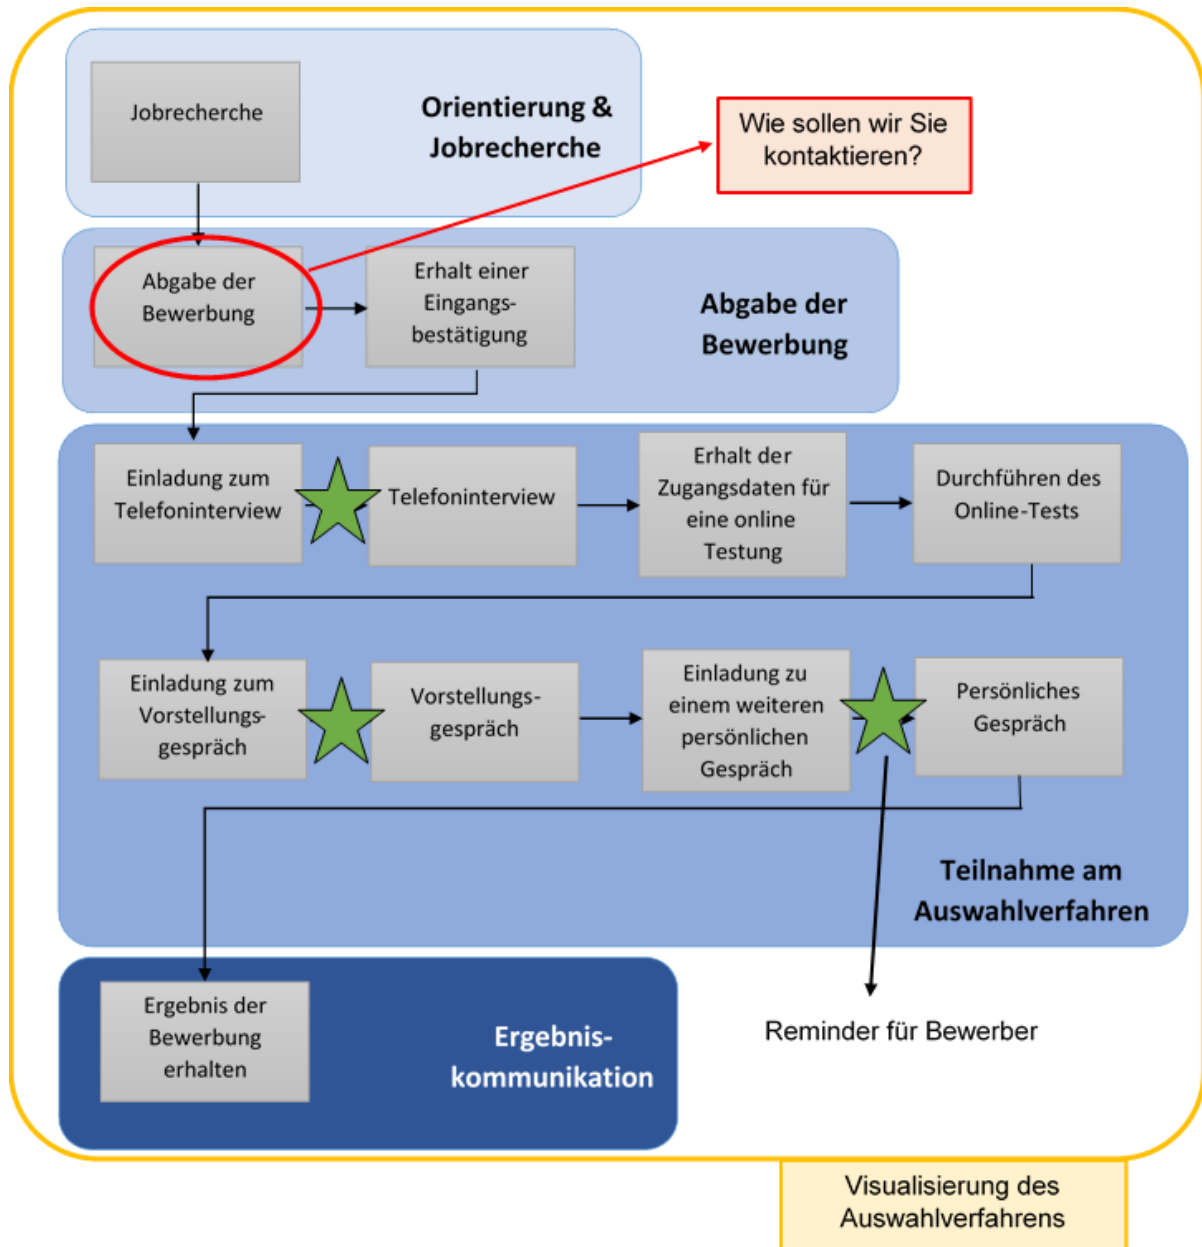 Jobrecherche
Orientierung &
Jobrecherche
Wie sollen wir Sie
kontaktieren?
Abgabe der
Bewerbung
Erhalt einer
Eingangs-
bestätigung
Abgabe der
Bewerbung
Einladung zum
Telefoninterview
Telefoninterview
Erhalt der
Zugangsdaten für
eine online
Testung
Durchführen des
Online-Tests
Einladung zum
Vorstellungs-
gespräch
Vorstellungs-
gespräch
Einladung zu
einem weiteren
persönlichen
Gespräch
Persönliches
Gespräch
Teilnahme am
Auswahlverfahren
Ergebnis der
Bewerbung
erhalten
Ergebnis-
kommunikation
Reminder für Bewerber
Visualisierung des
Auswahlverfahrens